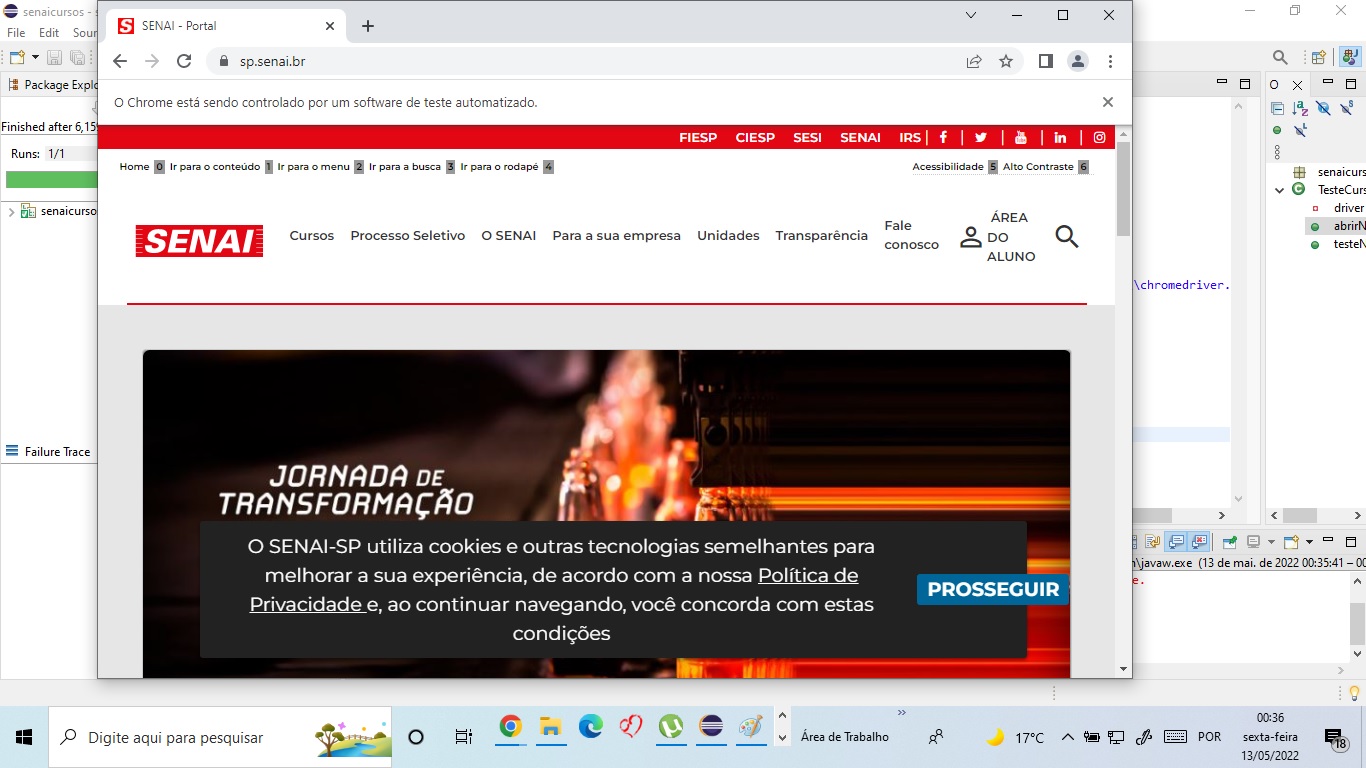 senaicursos - s
File Edit Sour
Package Explo
Finished after 6,15
Runs: 1/1
senaicurso
Failure Trace
SENAI - Portal
sp.senai.br
O Chrome está sendo controlado por um software de teste automatizado.
FIESP CIESP SESI SENAI IRS
Home 0 Ir para o conteúdo 1 Ir para o menu 2 Ir para a busca 3 Ir para o rodapé 4
Acessibilidade 5 Alto Contraste 6
SENAI
Cursos Processo Seletivo O SENAI Para a sua empresa Unidades Transparência
Fale
conosco
ÁREA
DO
ALUNO
JORNADA DE
TRANSFORMAÇÃO
O SENAI-SP utiliza cookies e outras tecnologias semelhantes para
melhorar a sua experiência, de acordo com a nossa Política de
Privacidade e, ao continuar navegando, você concorda com estas
condições
PROSSEGUIR
senaicurs
TesteCurs
driver
abrirN
testeN
\chromedriver.
n\javaw.exe (13 de mai. de 2022 00:35:41 – 00
e.
Digite aqui para pesquisar
Área de Trabalho
17°C
POR
00:36
sexta-feira
13/05/2022
18